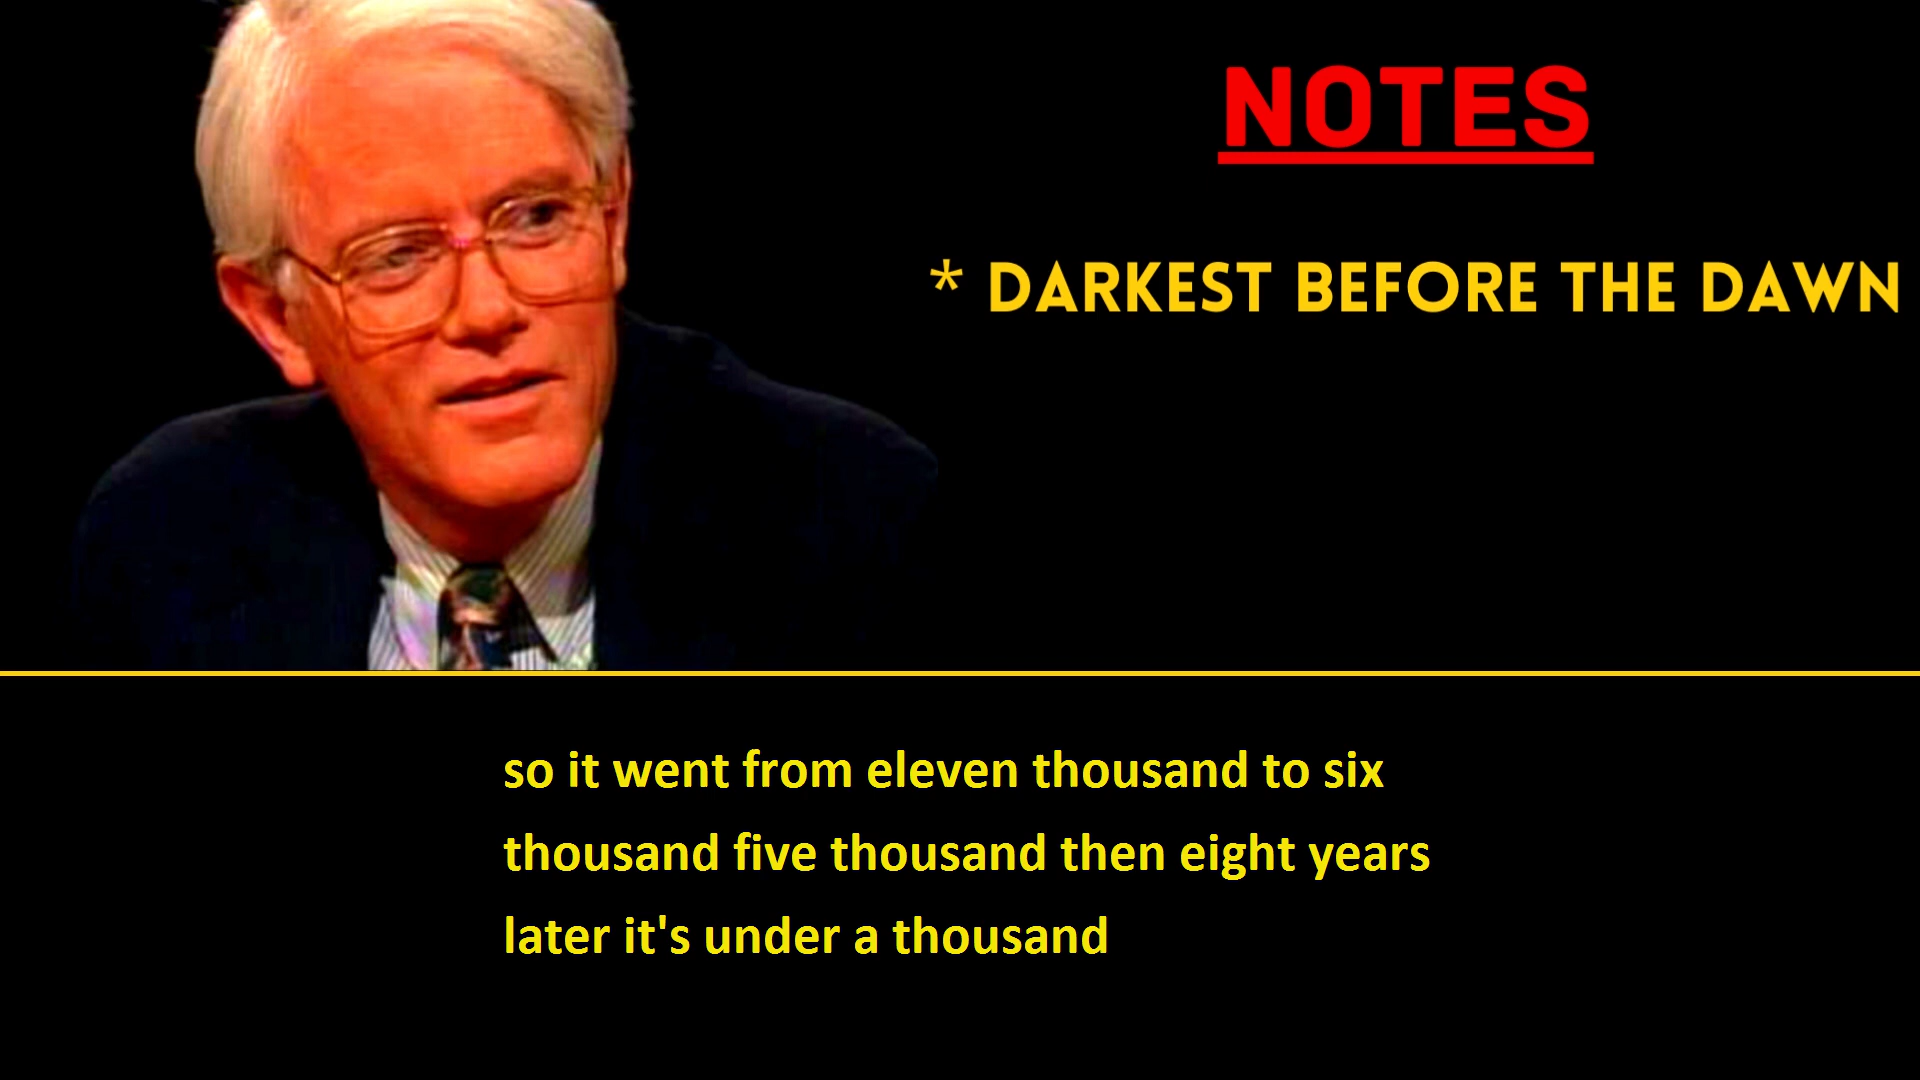 NOTES
* DARKEST BEFORE THE DAWN
so it went from eleven thousand to six
thousand five thousand then eight years
later it's under a thousand